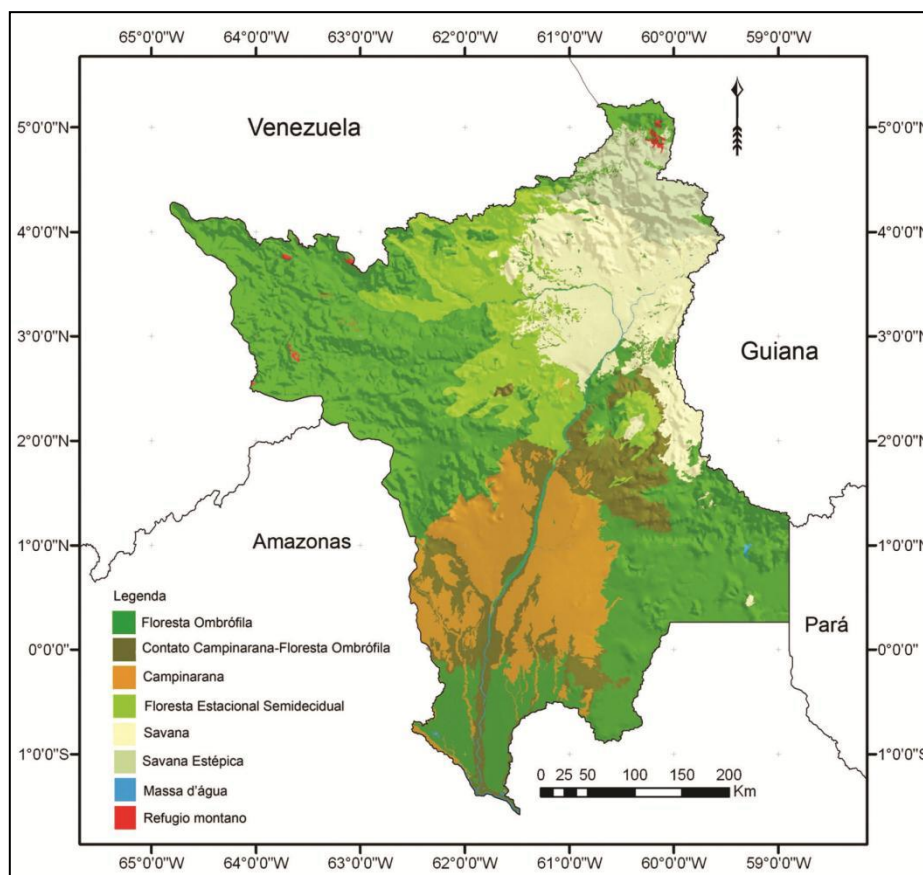 65°0'0"W 64°0'0"W 63°0'0"W 62°0'0"W 61°0'0"W 60°0'0"W 59°0'0"W
5°0'0"N 5°0'0"N
Venezuela
4°0'0"N 4°0'0"N
3°0'0"N 3°0'0"N
Guiana
2°0'0"N 2°0'0"N
1°0'0"N
Amazonas
1°0'0"N
Legenda
Floresta Ombrófila
Pará
Contato Campinarana-Floresta Ombrófila
0°0'0"N
0°0'0"
Campinarana
Floresta Estacional Semidecidual
Savana
1°0'0"S
Savana Estépica
1°0'0"S
0 25 50 100 150 200
Km
Massa d'água
Refugio montano
65°0'0"W 64°0'0"W 63°0'0"W 62°0'0"W 61°0'0"W 60°0'0"W 59°0'0"W